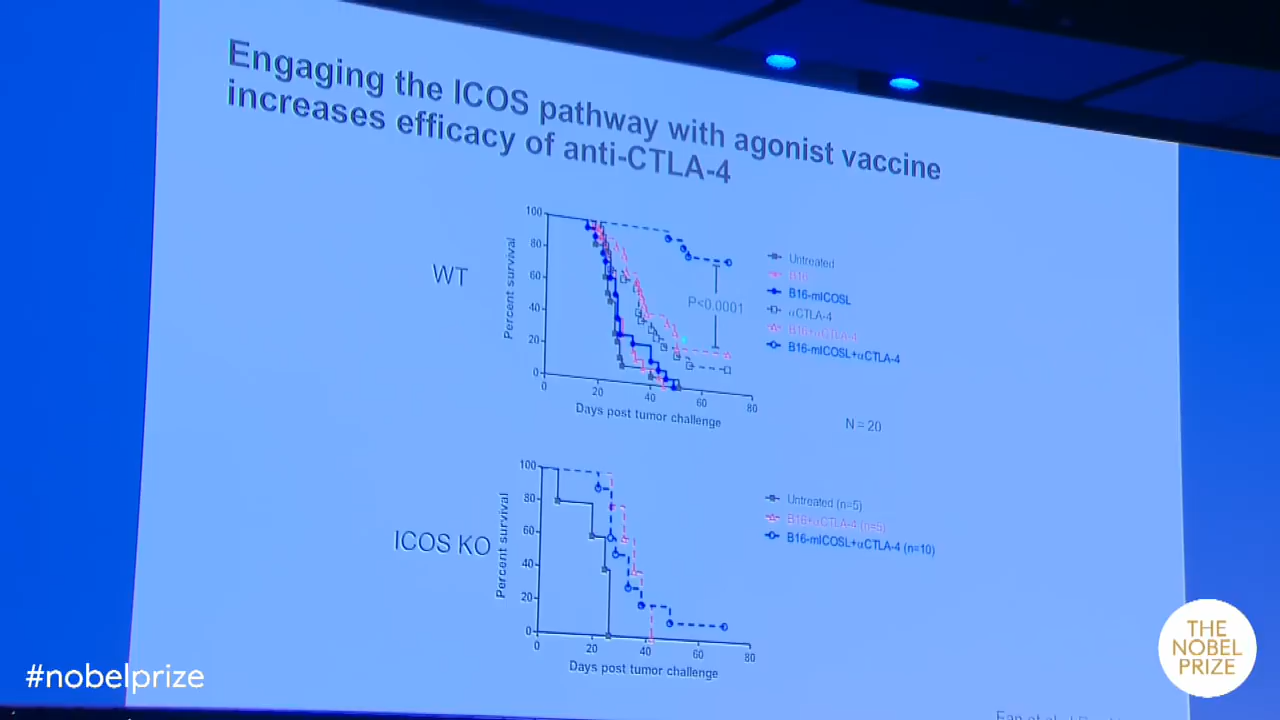 Engaging the ICOS pathway with agonist vaccine
increases efficacy of anti-CTLA-4
WT
Percent survival
100
80
60
40
20
0
0
20
40
60
80
Days post tumor challenge
P<0.0001
Untreated
B16
B16-mICOSL
αCTLA-4
B16+αCTLA-4
B16-mICOSL+αCTLA-4
N = 20
ICOS KO
Percent survival
100
80
60
40
20
0
0
20
40
60
80
Days post tumor challenge
Untreated (n=5)
B16+αCTLA-4 (n=5)
B16-mICOSL+αCTLA-4 (n=10)
#nobelprize
THE
NOBEL
PRIZE